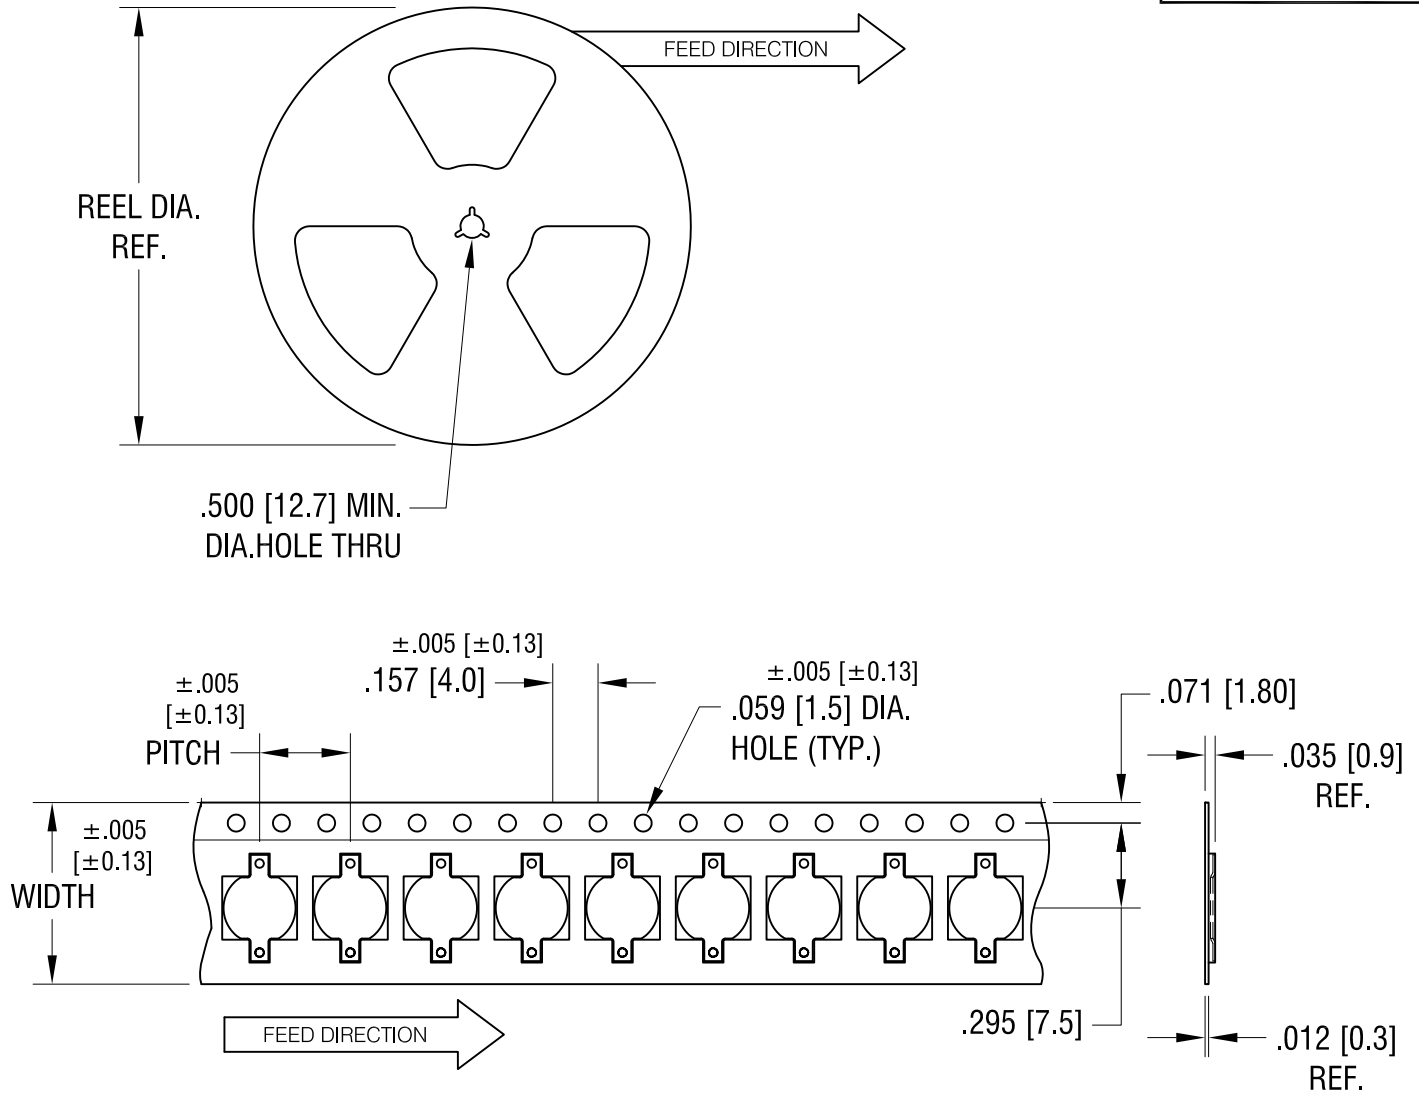 FEED DIRECTION
REEL DIA.
REF.
.500 [12.7] MIN.
DIA.HOLE THRU
±.005 [±0.13]
.157 [4.0]
±.005
[±0.13]
PITCH
±.005 [±0.13]
.059 [1.5] DIA.
HOLE (TYP.)
.071 [1.80]
.035 [0.9]
REF.
±.005
[±0.13]
WIDTH
.295 [7.5]
.012 [0.3]
REF.
FEED DIRECTION